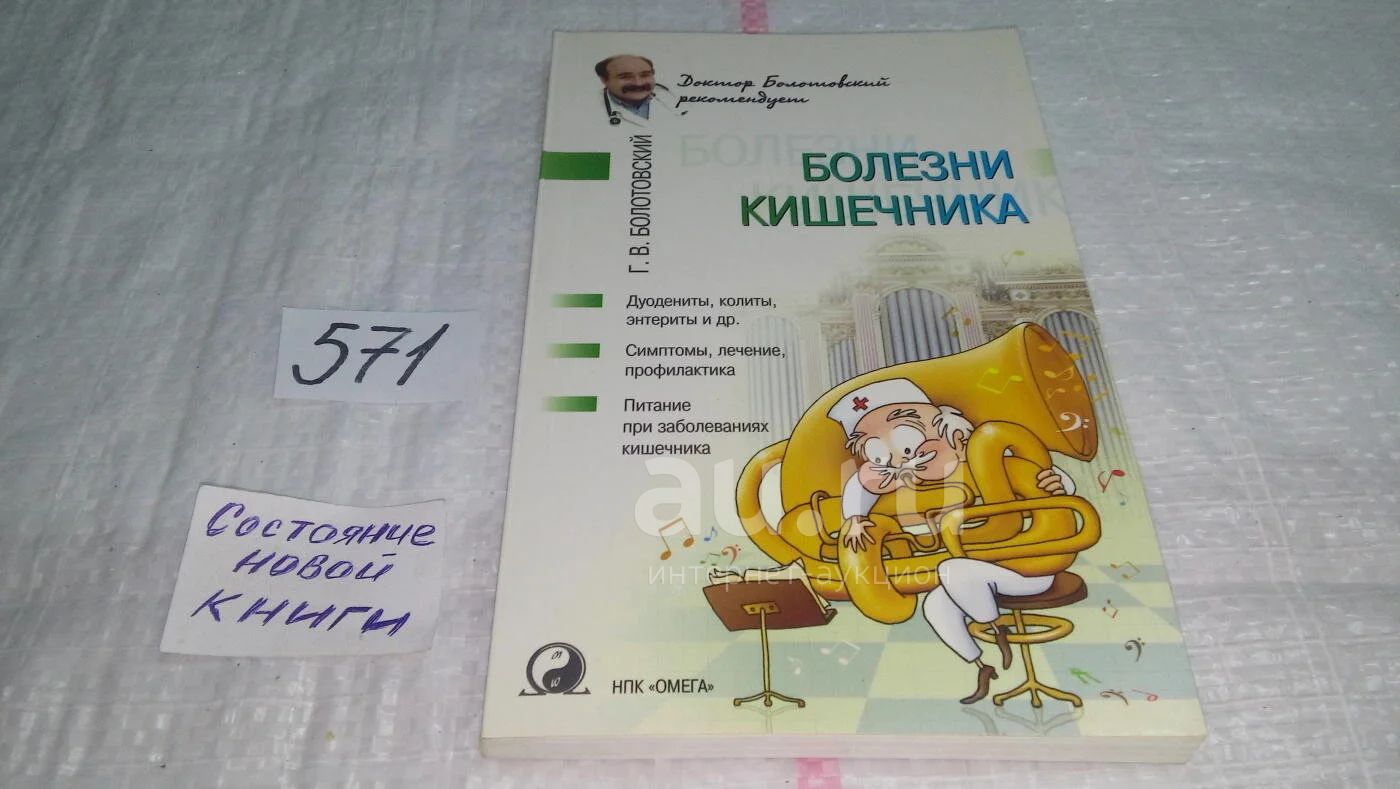 Доктор Болотовский
рекомендует
Г. В. БОЛОТОВСКИЙ
БОЛЕЗНИ
КИШЕЧНИКА
БОЛЕЗНИ
Дуодениты, колиты,
энтериты и др.
Симптомы, лечение,
профилактика
Питание
при заболеваниях
кишечника
571
Состояние
новой
книги
au.ru
интернет аукцион
НПК «ОМЕГА»